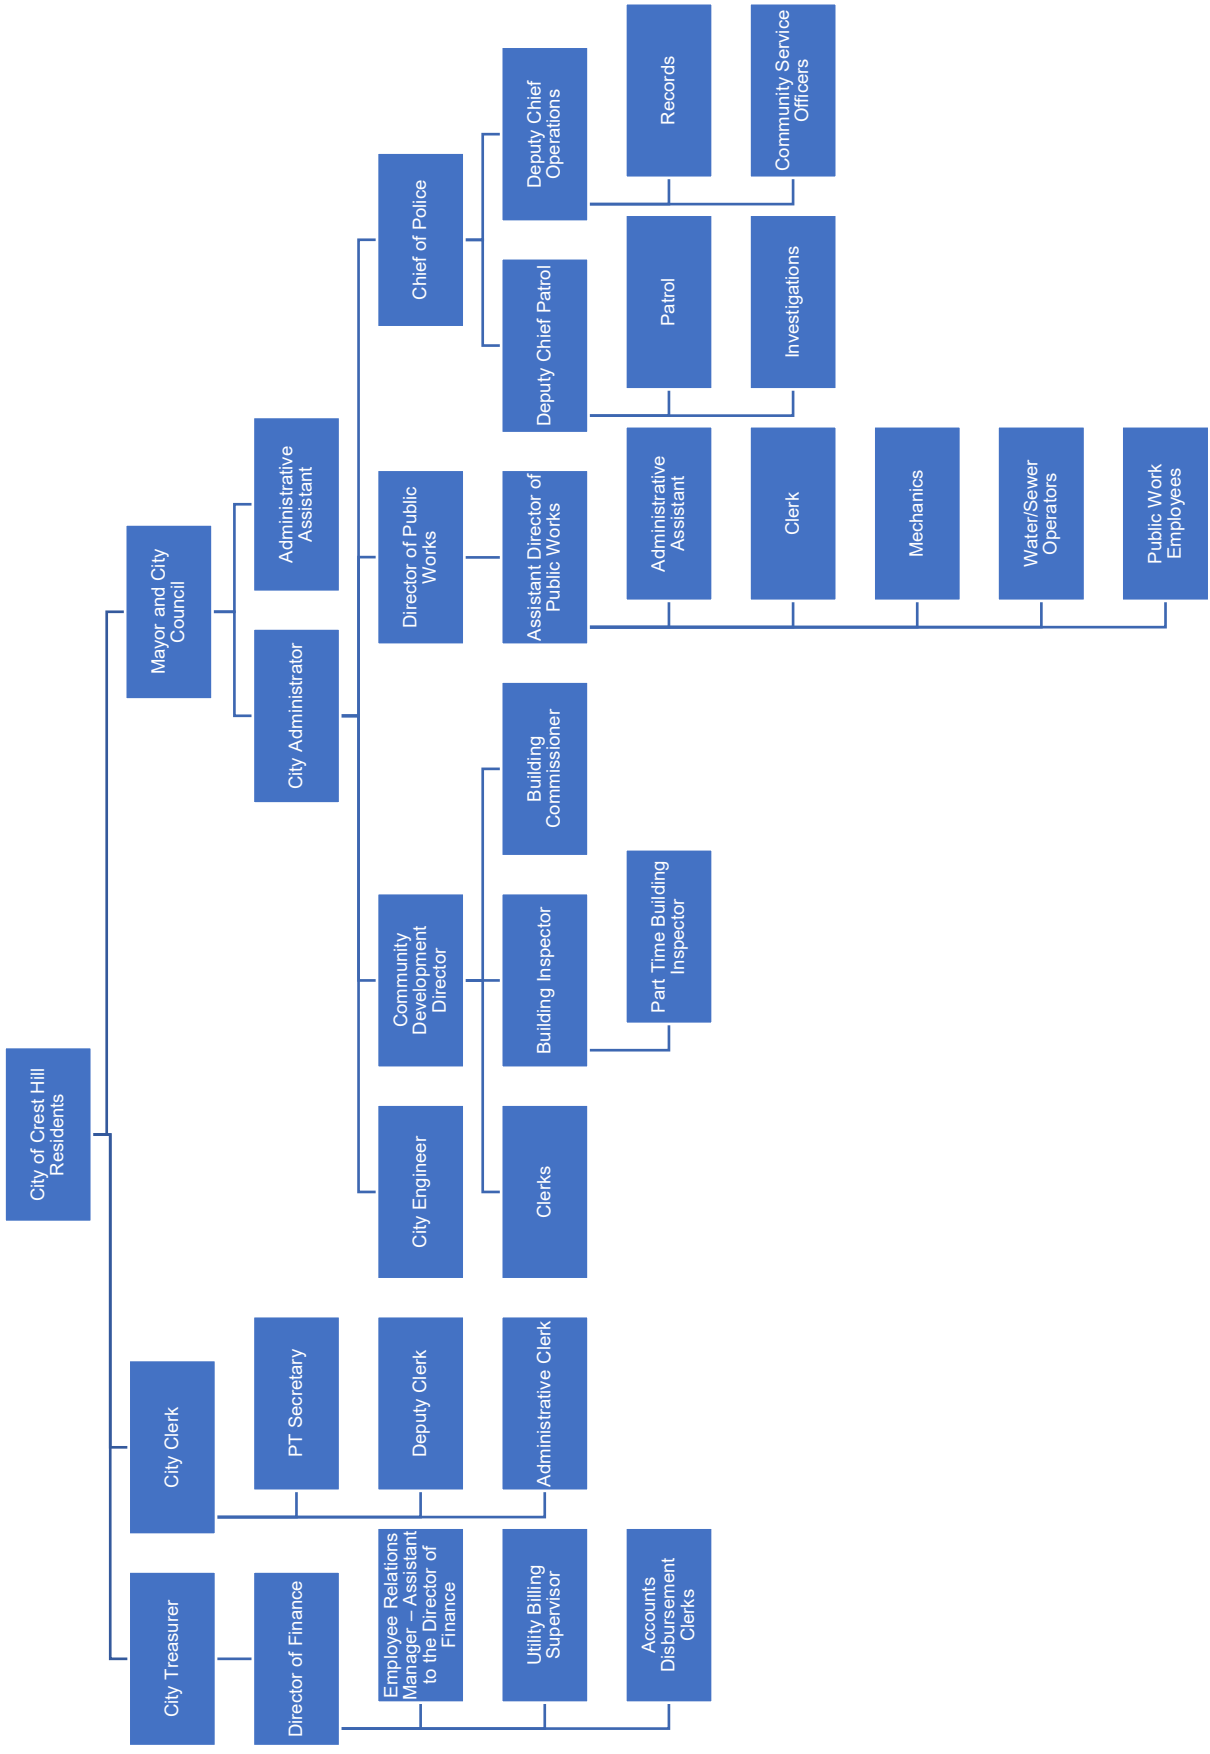 City of Crest Hill
Residents
City Treasurer
City Clerk
Mayor and City
Council
Director of Finance
PT Secretary
City Administrator
Administrative
Assistant
Employee Relations
Manager – Assistant
to the Director of
Finance
Deputy Clerk
City Engineer
Community
Development
Director
Director of Public
Works
Chief of Police
Utility Billing
Supervisor
Administrative Clerk
Clerks
Building Inspector
Building
Commissioner
Assistant Director of
Public Works
Deputy Chief Patrol
Deputy Chief
Operations
Accounts
Disbursement
Clerks
Part Time Building
Inspector
Administrative
Assistant
Patrol
Records
Clerk
Investigations
Community Service
Officers
Mechanics
Water/Sewer
Operators
Public Work
Employees